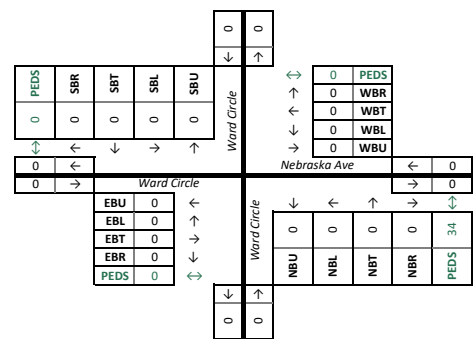 0 0
↓ ↑
PEDS SBR SBT SBL SBU
0 0 0 0 0
↕ ← ↓ → ↑
Ward Circle
↔ 0 PEDS
↑ 0 WBR
← 0 WBT
↓ 0 WBL
→ 0 WBU
0 ←
0 →
Ward Circle
Nebraska Ave
← 0
→ 0
EBU 0 ←
EBL 0 ↑
EBT 0 →
EBR 0 ↓
PEDS 0 ↔
Ward Circle
↓ ← ↑ → ↕
0 0 0 0 34
NBU NBL NBT NBR PEDS
↓ ↑
0 0